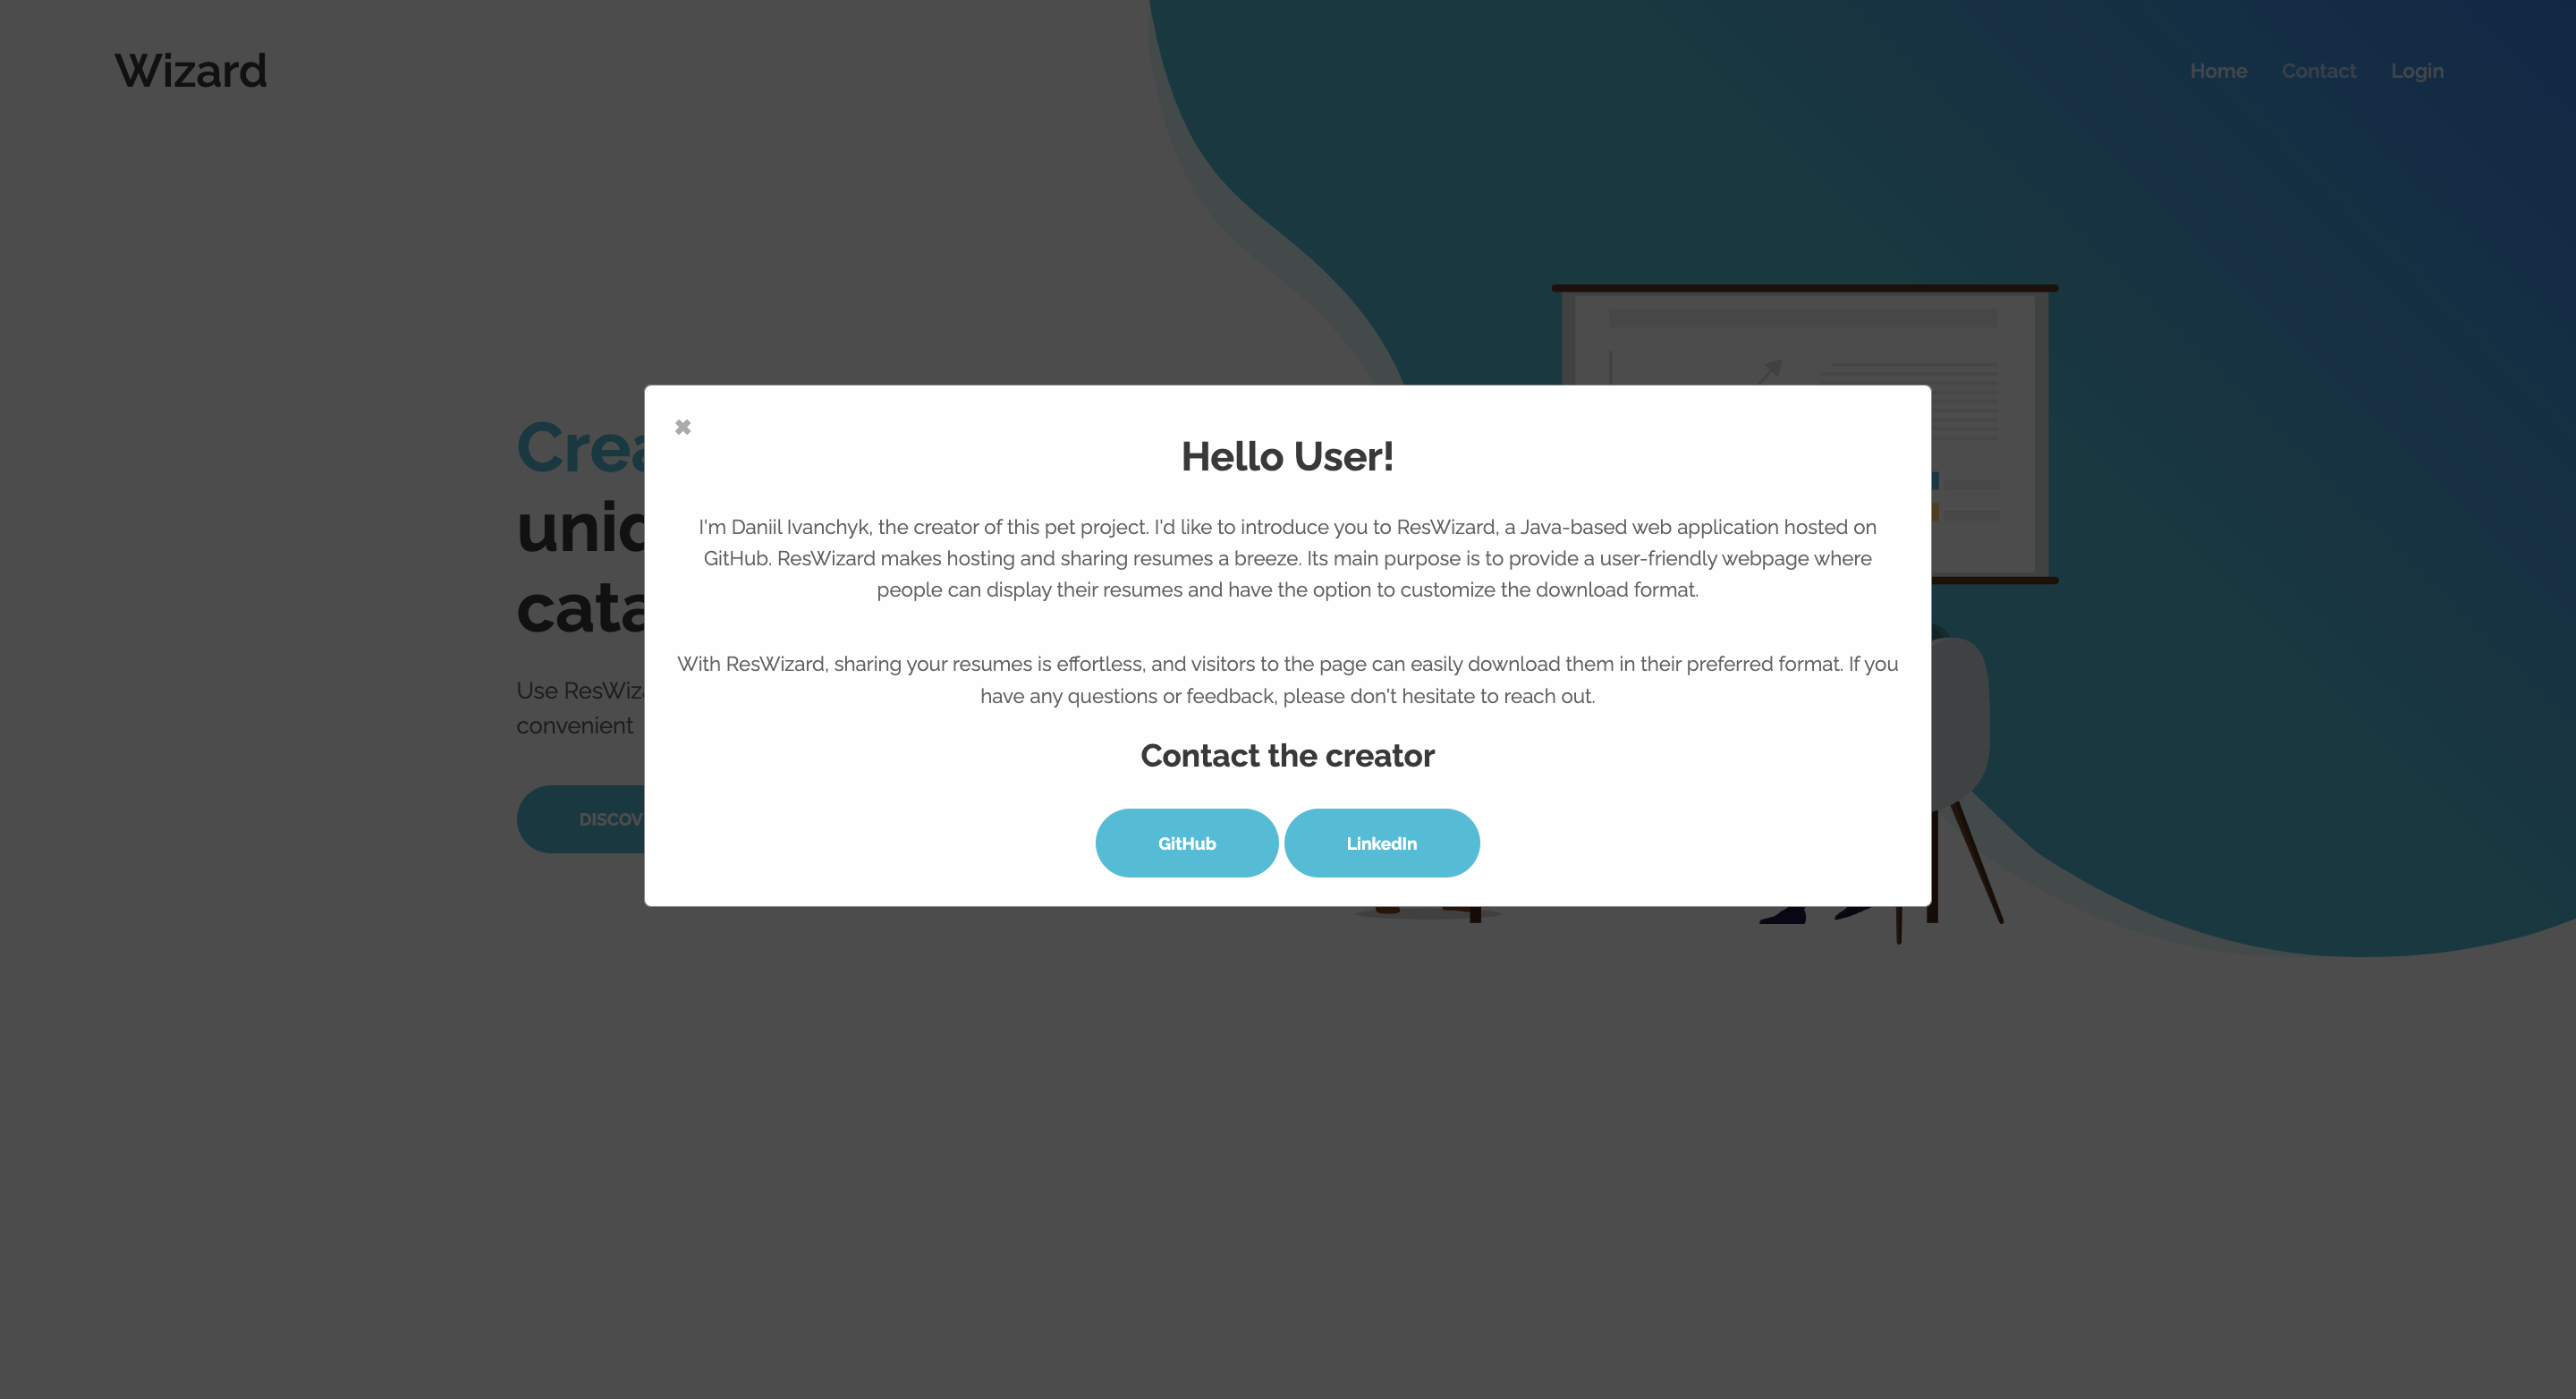 Wizard
Home Contact Login
Hello User!
I'm Daniil Ivanchyk, the creator of this pet project. I'd like to introduce you to ResWizard, a Java-based web application hosted on
GitHub. ResWizard makes hosting and sharing resumes a breeze. Its main purpose is to provide a user-friendly webpage where
people can display their resumes and have the option to customize the download format.
With ResWizard, sharing your resumes is effortless, and visitors to the page can easily download them in their preferred format. If you
have any questions or feedback, please don't hesitate to reach out.
Contact the creator
GitHub LinkedIn
Use
convenient